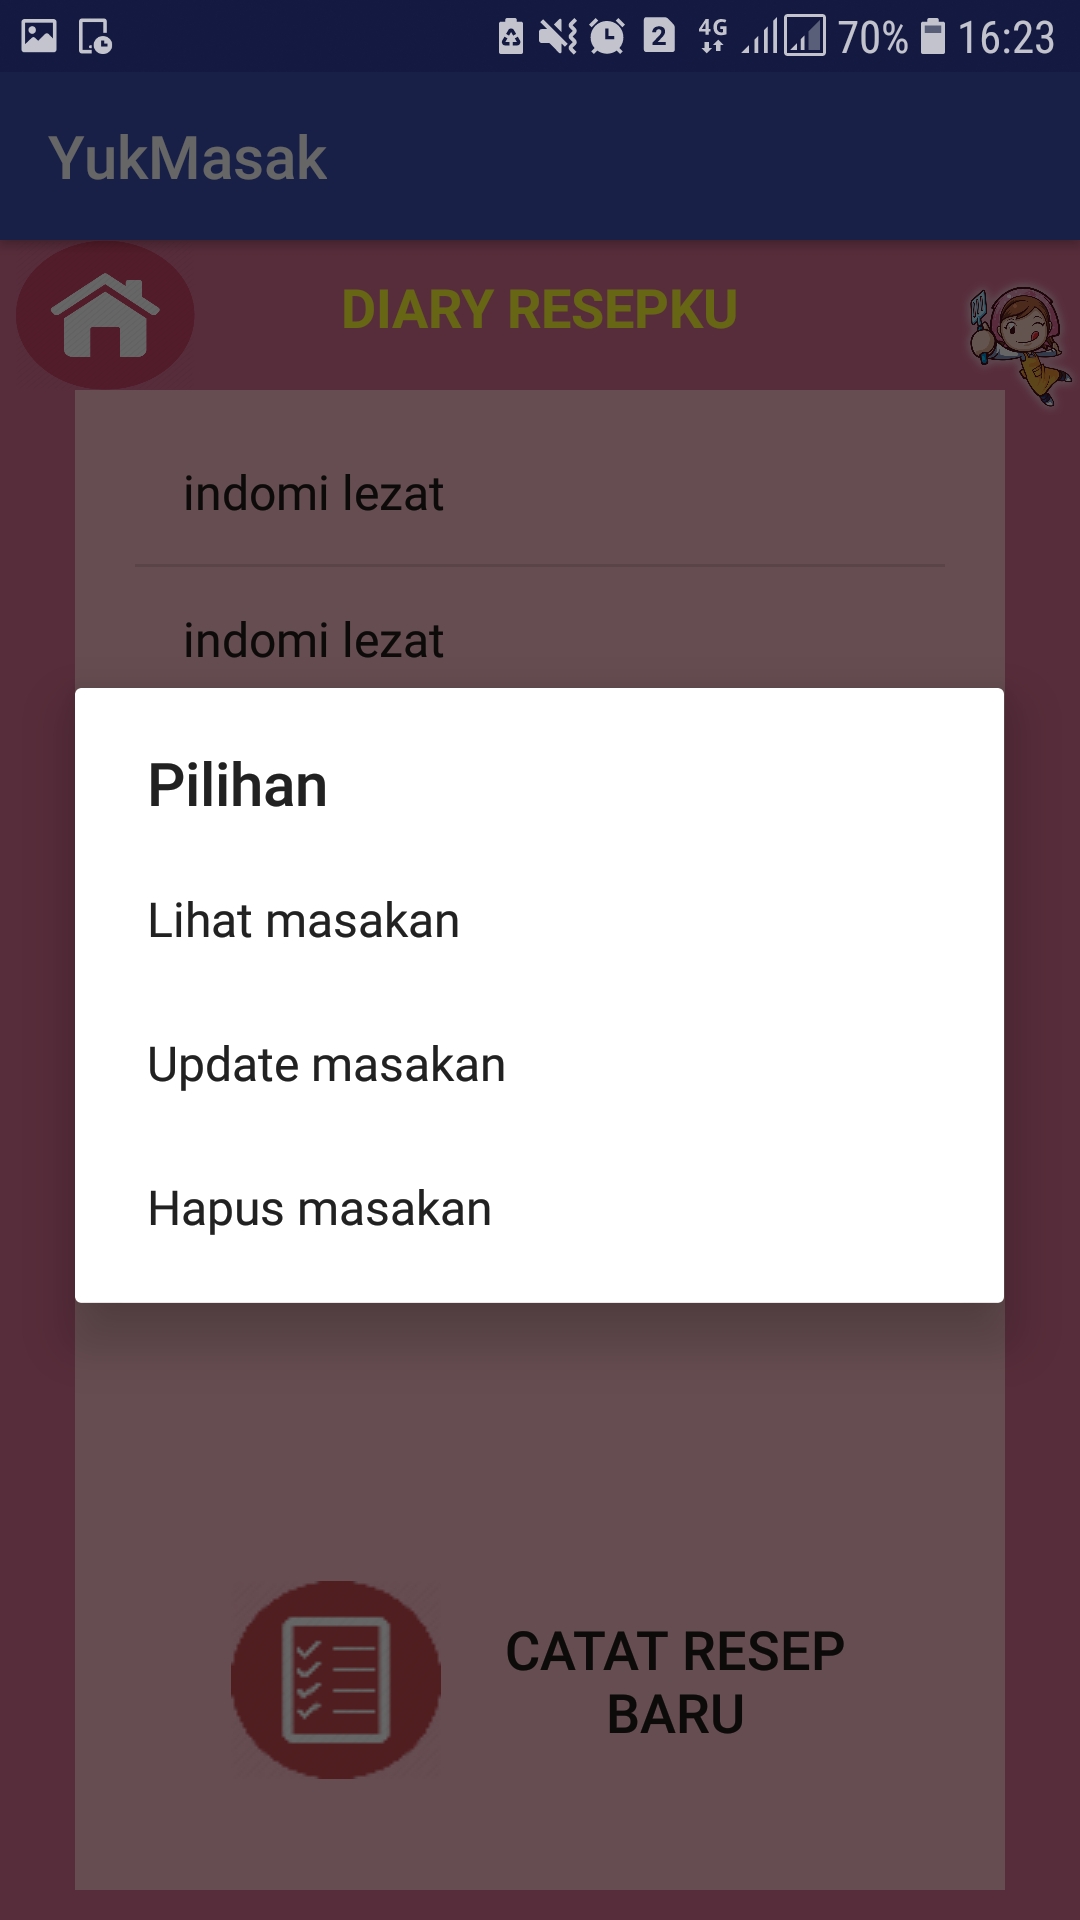 2 4G 70% 16:23
YukMasak
DIARY RESEPKU
indomi lezat
indomi lezat
Pilihan
Lihat masakan
Update masakan
Hapus masakan
CATAT RESEP
BARU